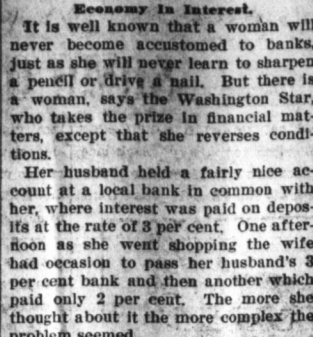 Economy in Interest.
It is well known that a woman will
never become accustomed to banks,
just as she will never learn to sharpen
a pencil or drive a nail. But there is
a woman, says the Washington Star,
who takes the prize in financial mat-
ters, except that she reverses condi-
tions.
Her husband held a fairly nice ac-
count at a local bank in common with
her, where interest was paid on depos-
its at the rate of 3 per cent. One after-
noon as she went shopping the wife
had occasion to pass her husband's 3
per cent bank and then another which
paid only 2 per cent. The more she
thought about it the more complex the
problem seemed.